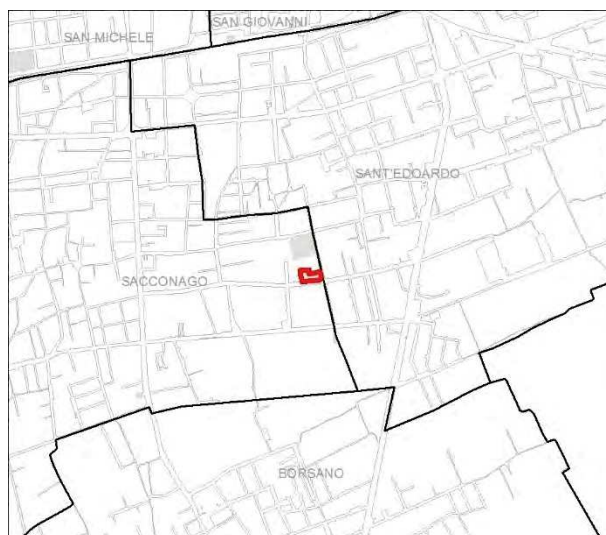 SAN GIOVANNI
SAN MICHELE
SANT'EDOARDO
SACCONAGO
BORSANO